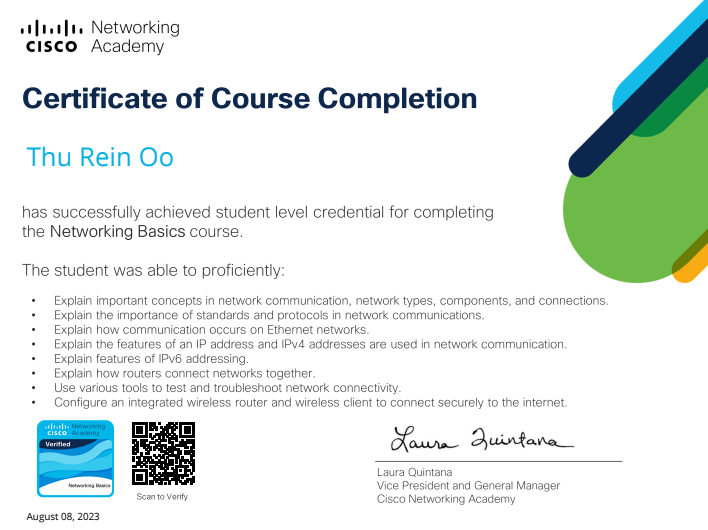 Networking
CISCO Academy
Certificate of Course Completion
Thu Rein Oo
has successfully achieved student level credential for completing
the Networking Basics course.
The student was able to proficiently:
• Explain important concepts in network communication, network types, components, and connections.
• Explain the importance of standards and protocols in network communications.
• Explain how communication occurs on Ethernet networks.
• Explain the features of an IP address and IPv4 addresses are used in network communication.
• Explain features of IPv6 addressing.
• Explain how routers connect networks together.
• Use various tools to test and troubleshoot network connectivity.
• Configure an integrated wireless router and wireless client to connect securely to the internet.
Networking
CISCO Academy
Verified
Networking Basics
Scan to Verify
Laura Quintana
Laura Quintana
Vice President and General Manager
Cisco Networking Academy
August 08, 2023